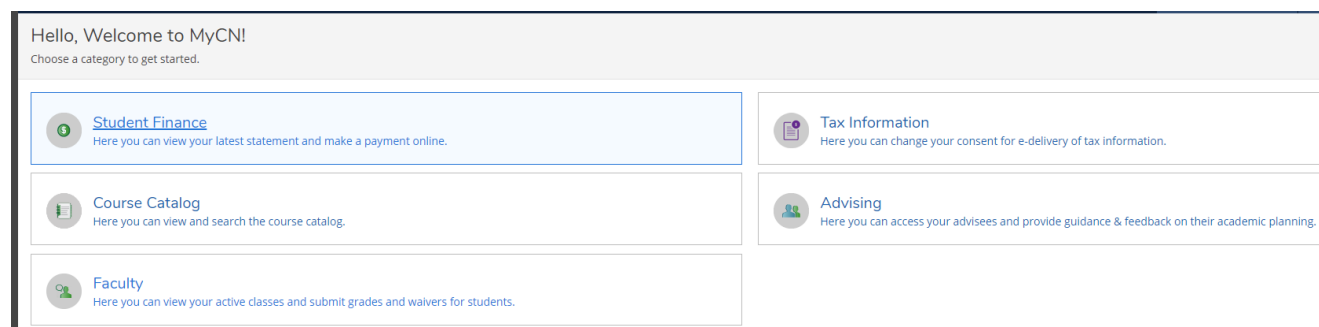 Hello, Welcome to MyCN!
Choose a category to get started.
Student Finance
Here you can view your latest statement and make a payment online.
Tax Information
Here you can change your consent for e-delivery of tax information.
Course Catalog
Here you can view and search the course catalog.
Advising
Here you can access your advisees and provide guidance & feedback on their academic planning.
Faculty
Here you can view your active classes and submit grades and waivers for students.